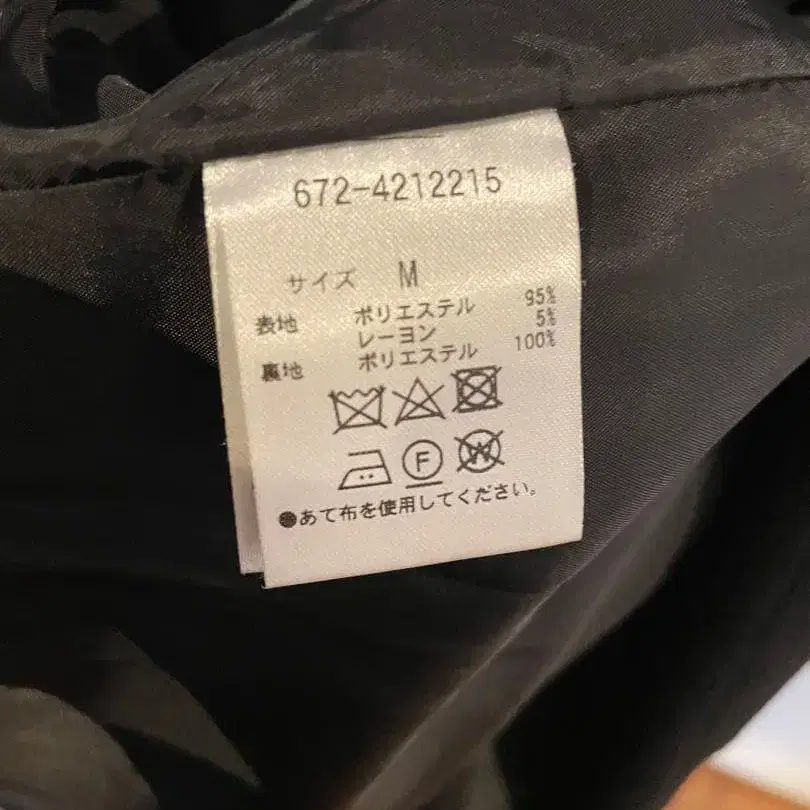 672-4212215
サイズ M
表地 ポリエステル 95%
レーヨン 5%
裏地 ポリエステル 100%
F W
●あて布を使用してください。